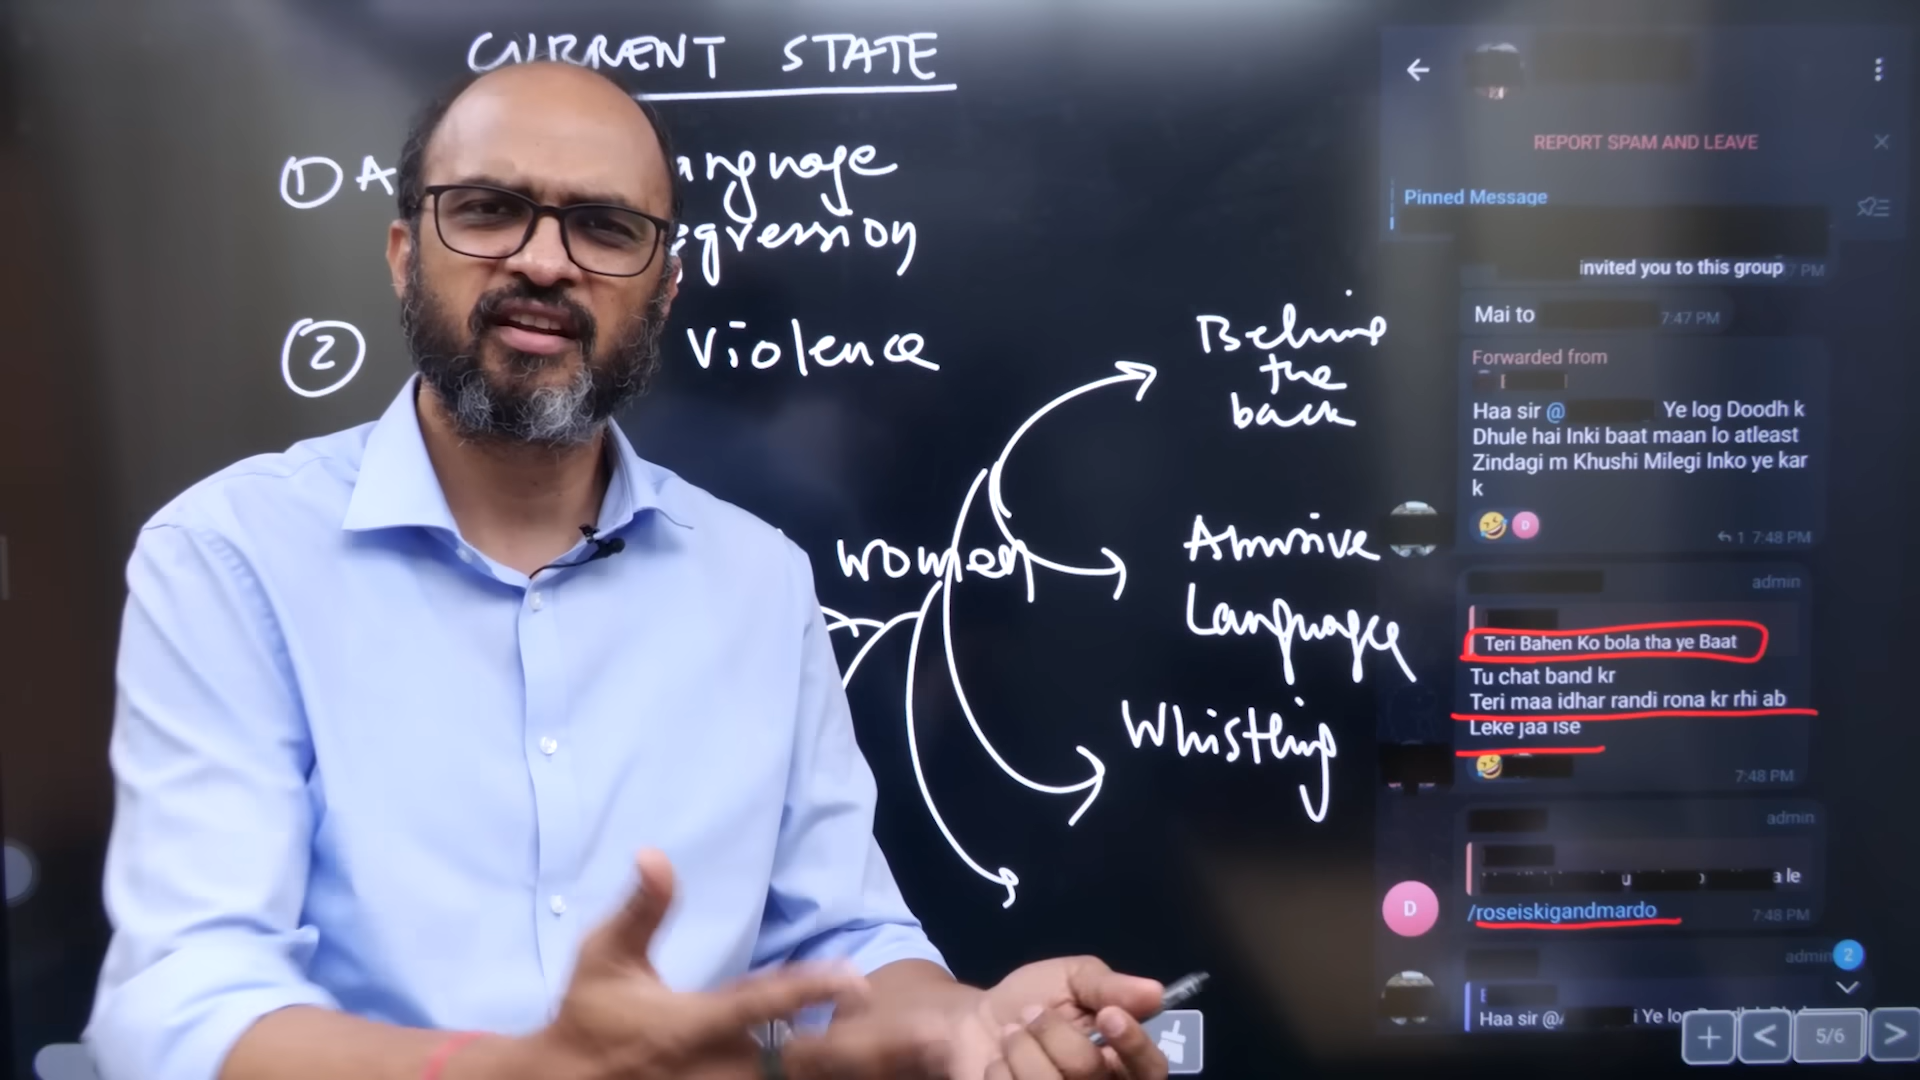 CURRENT STATE
① A
anguage
gression
②
Violence
Behind
the
back
women
Abusive
Language
Whistling
REPORT SPAM AND LEAVE
Pinned Message
invited you to this group
Mai to
7:47 PM
Forwarded from
Haa sir @ Ye log Doodh k
Dhule hai Inki baat maan lo atleast
Zindagi m Khushi Milegi Inko ye kar
k
D
1 7:48 PM
admin
Teri Bahen Ko bola tha ye Baat
Tu chat band kr
Teri maa idhar randi rona kr rhi ab
Leke jaa ise
7:48 PM
admin
a le
D
/roseiskigandmardo
7:48 PM
admin
2
Haa sir @ i Ye log
+ < 5/6 >